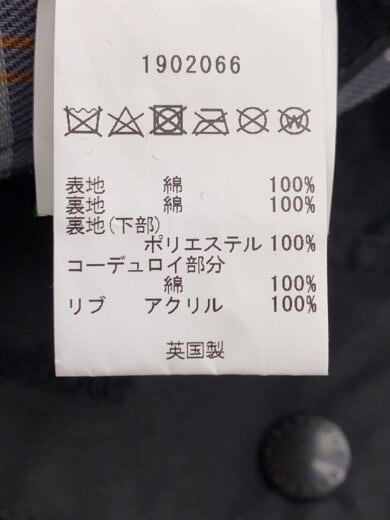 1902066
表地 綿 100%
裏地 綿 100%
裏地(下部)
ポリエステル 100%
コーデュロイ部分
綿 100%
リブ アクリル 100%
英国製